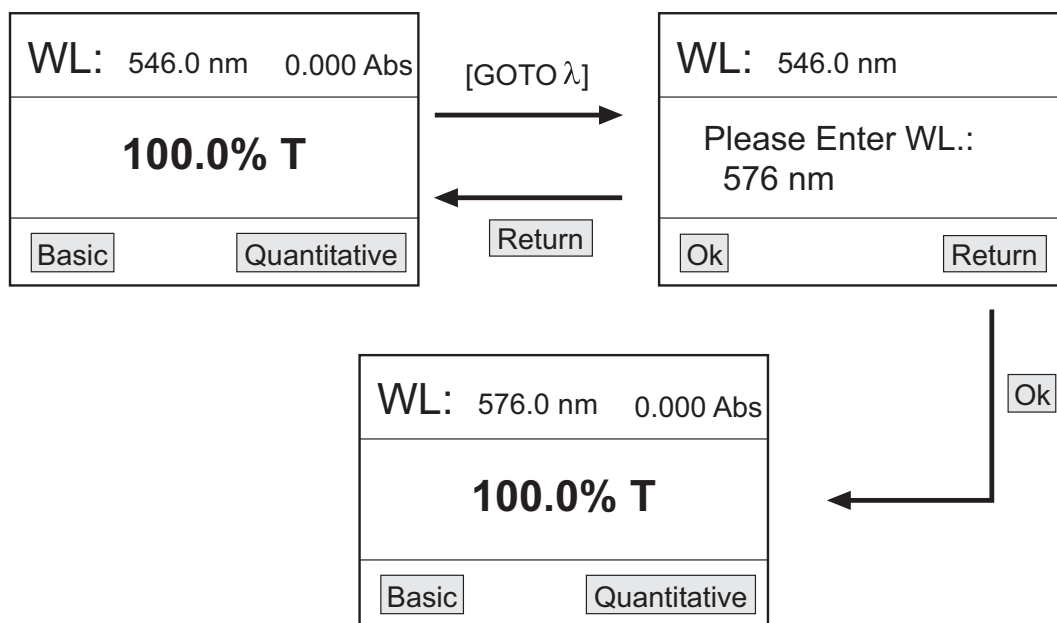 WL: 546.0 nm 0.000 Abs
100.0% T
Basic Quantitative
[GOTO λ]
Return
WL: 546.0 nm
Please Enter WL.:
576 nm
Ok Return
Ok
WL: 576.0 nm 0.000 Abs
100.0% T
Basic Quantitative